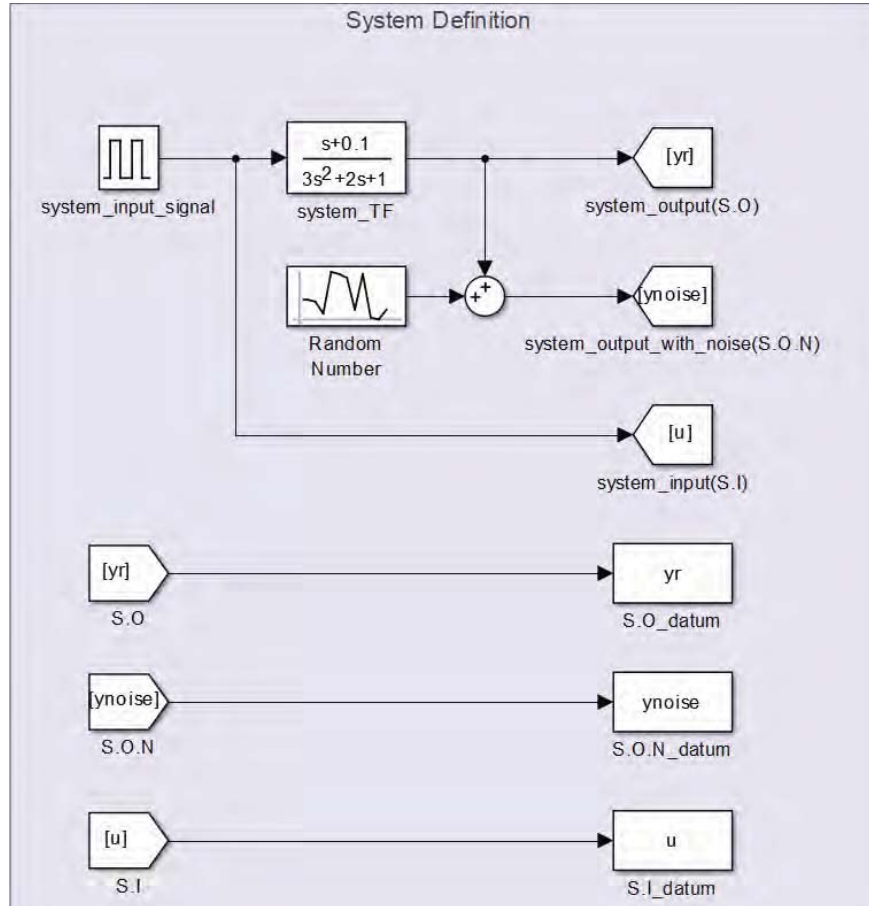 System Definition
s+0.1
3s²+2s+1
[yr]
system_input_signal
system_TF
system_output(S.O)
+
+
[ynoise]
Random
Number
system_output_with_noise(S.O.N)
[u]
system_input(S.I)
[yr]
yr
S.O
S.O_datum
[ynoise]
ynoise
S.O.N
S.O.N_datum
[u]
u
S.I
S.I_datum